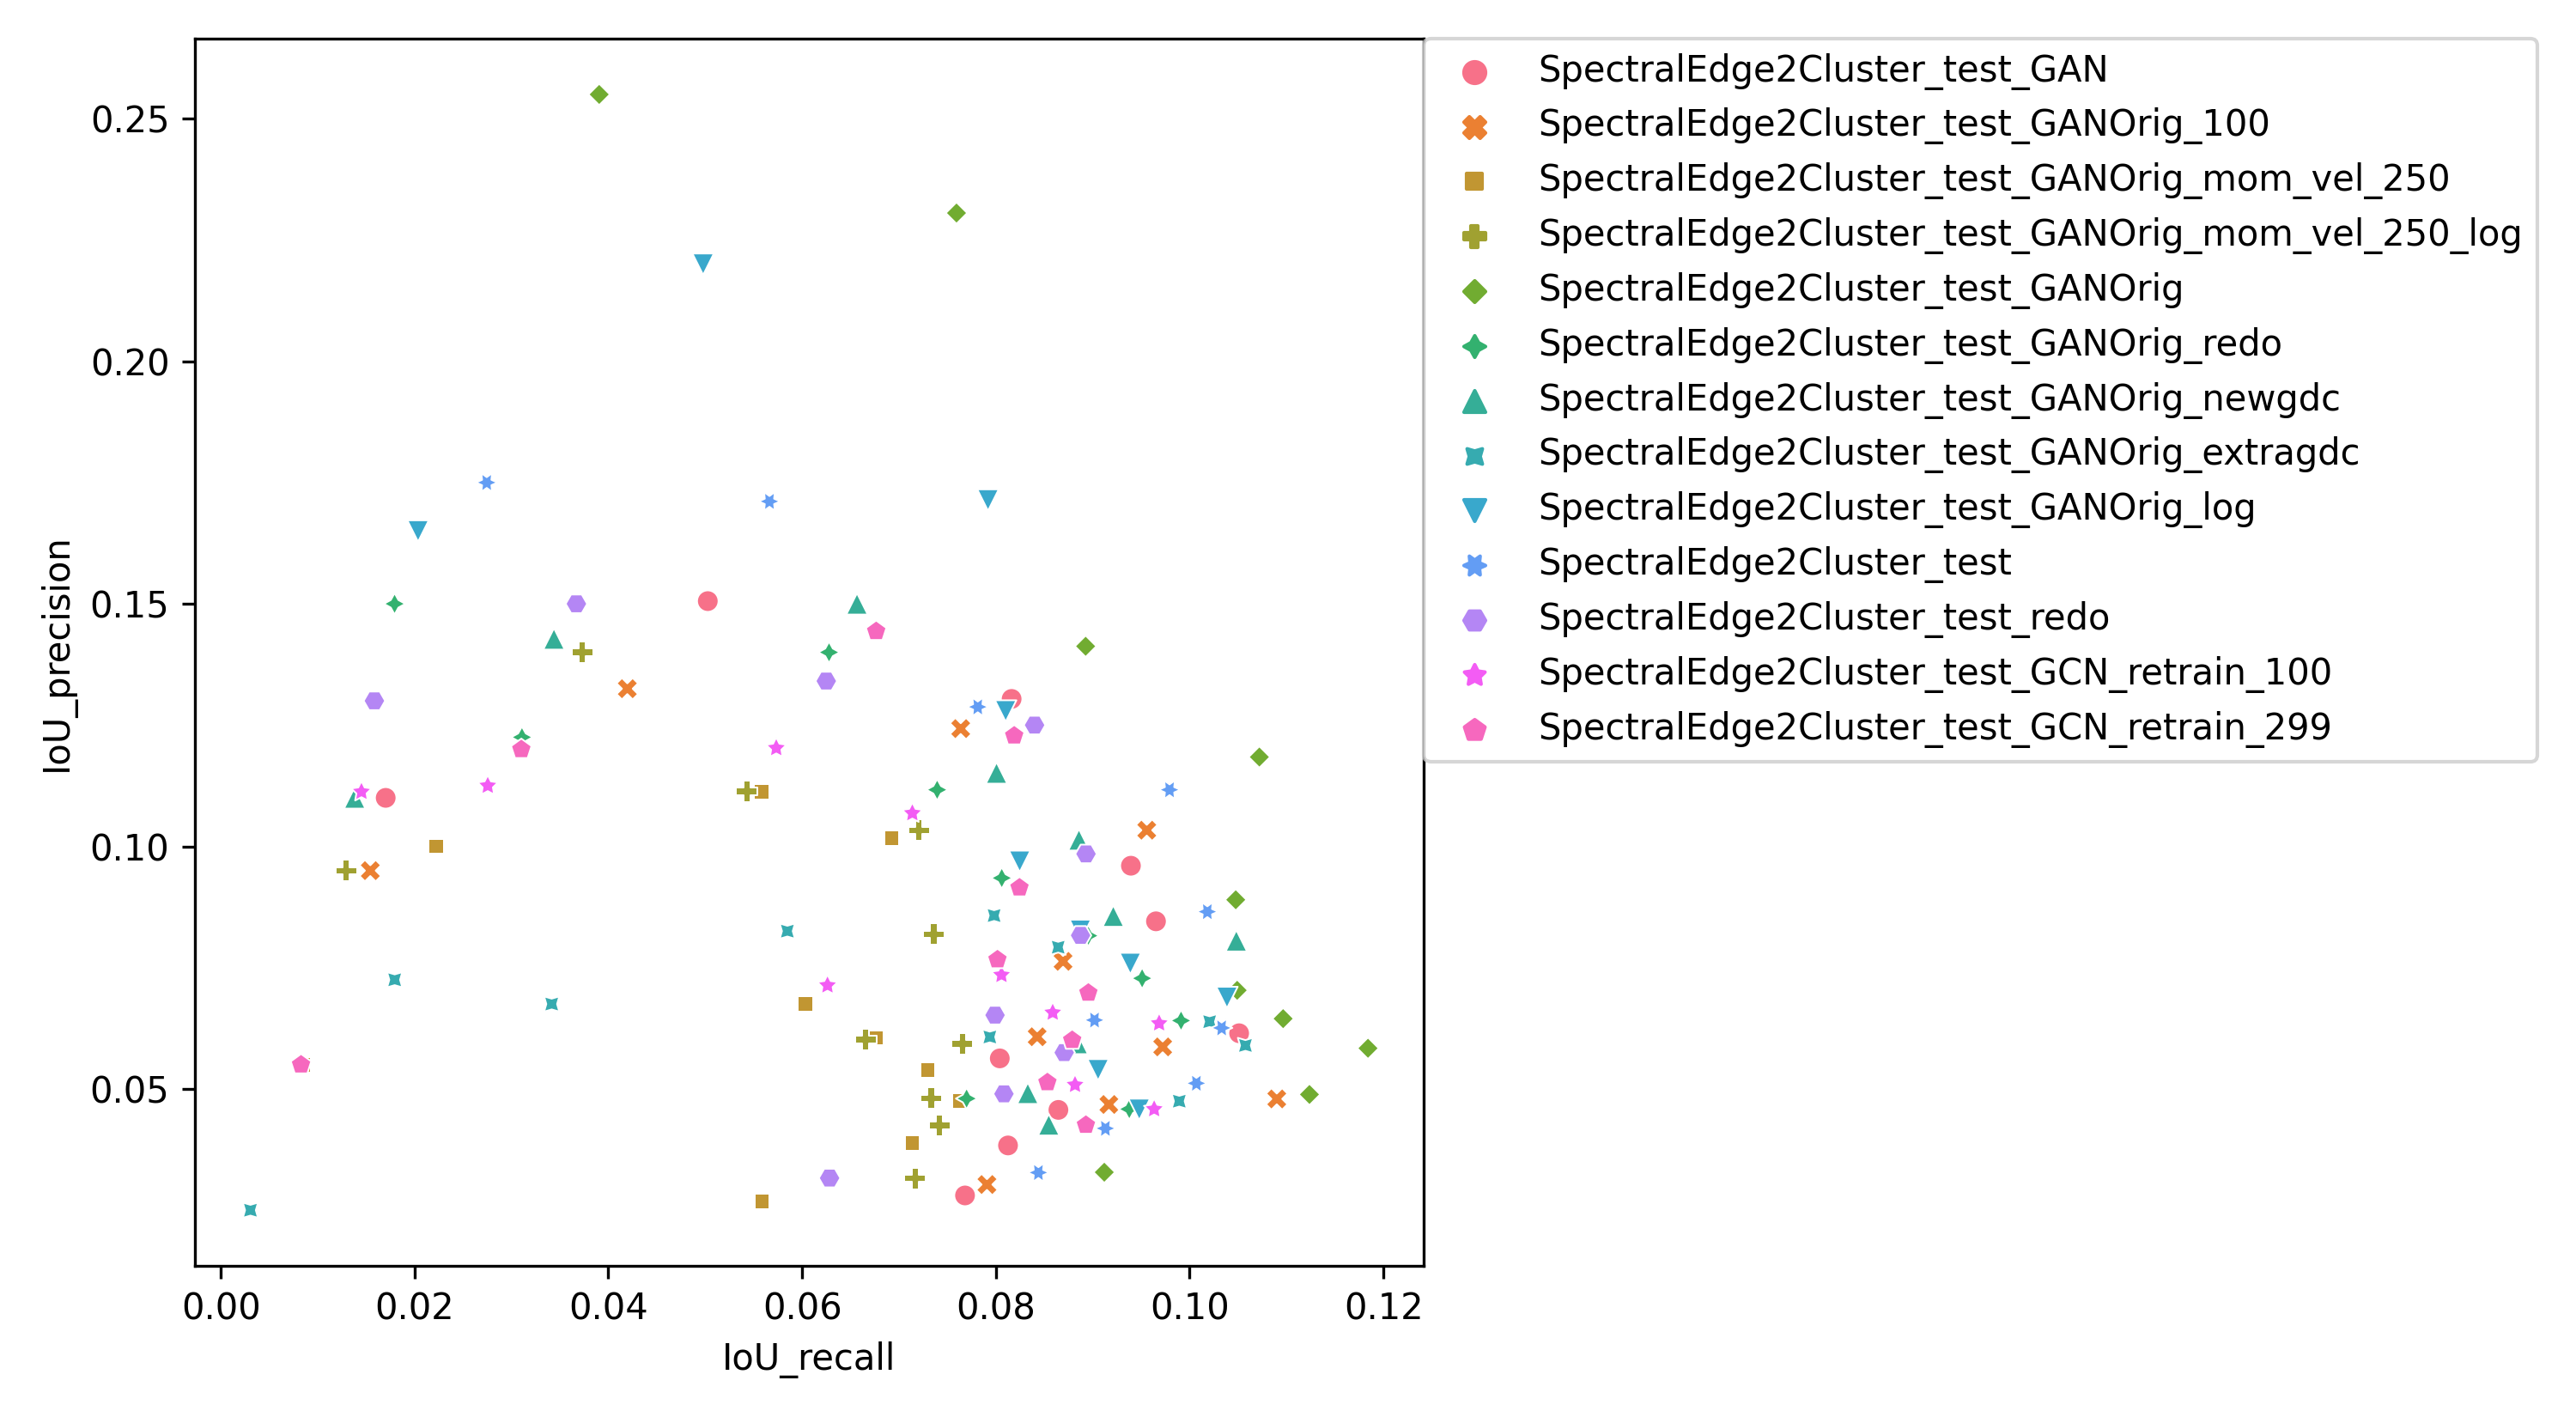 SpectralEdge2Cluster_test_GAN
SpectralEdge2Cluster_test_GANOrig_100
SpectralEdge2Cluster_test_GANOrig_mom_vel_250
SpectralEdge2Cluster_test_GANOrig_mom_vel_250_log
SpectralEdge2Cluster_test_GANOrig
SpectralEdge2Cluster_test_GANOrig_redo
SpectralEdge2Cluster_test_GANOrig_newgdc
SpectralEdge2Cluster_test_GANOrig_extragdc
SpectralEdge2Cluster_test_GANOrig_log
SpectralEdge2Cluster_test
SpectralEdge2Cluster_test_redo
SpectralEdge2Cluster_test_GCN_retrain_100
SpectralEdge2Cluster_test_GCN_retrain_299
IoU_precision
0.25
0.20
0.15
0.10
0.05
0.00 0.02 0.04 0.06 0.08 0.10 0.12
IoU_recall